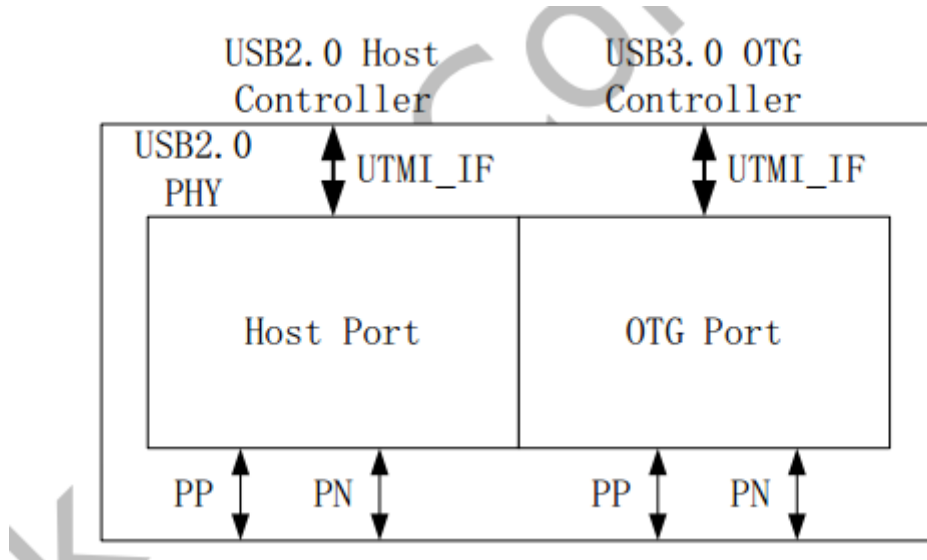 USB2.0 Host
Controller
USB3.0 OTG
Controller
USB2.0
PHY
UTMI_IF
UTMI_IF
Host Port
OTG Port
PP
PN
PP
PN